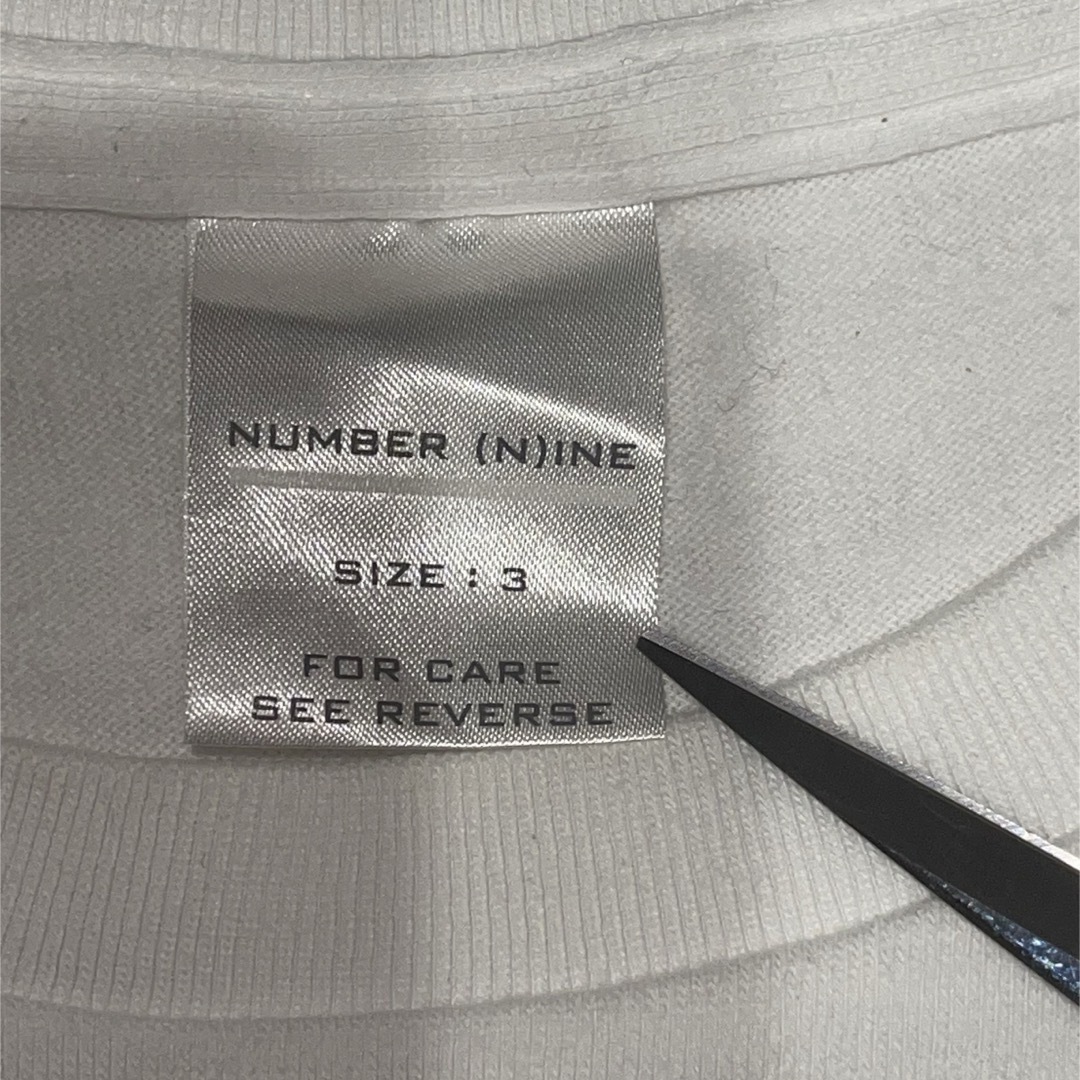 NUMBER (N)INE
SIZE : 3
FOR CARE
SEE REVERSE